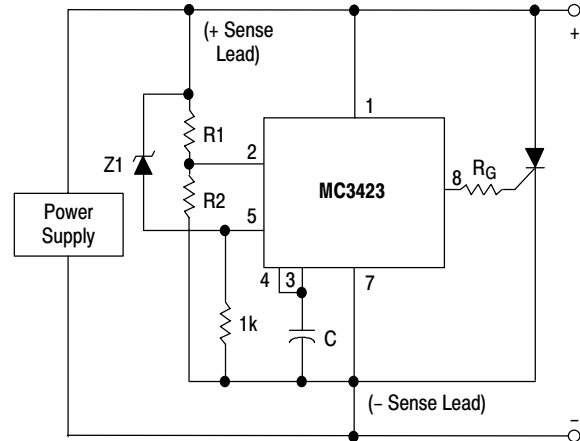 (+ Sense
Lead)
+
1
R1
Z1
2
MC3423
8
RG
R2
Power
Supply
5
4
3
7
1k
C
(– Sense Lead)
–